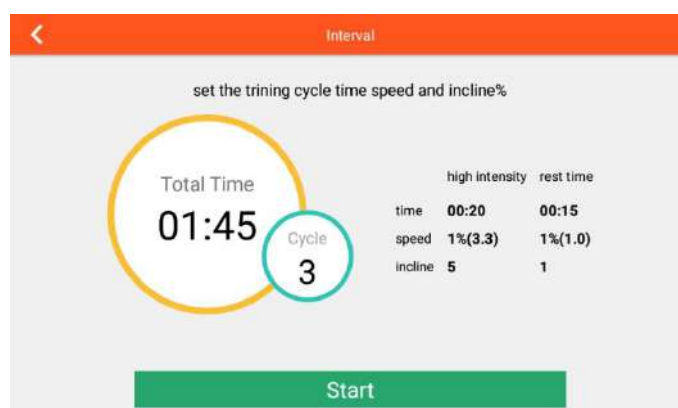 Interval
set the trining cycle time speed and incline%
Total Time
01:45
Cycle
3
high intensity rest time
time 00:20 00:15
speed 1%(3.3) 1%(1.0)
incline 5 1
Start